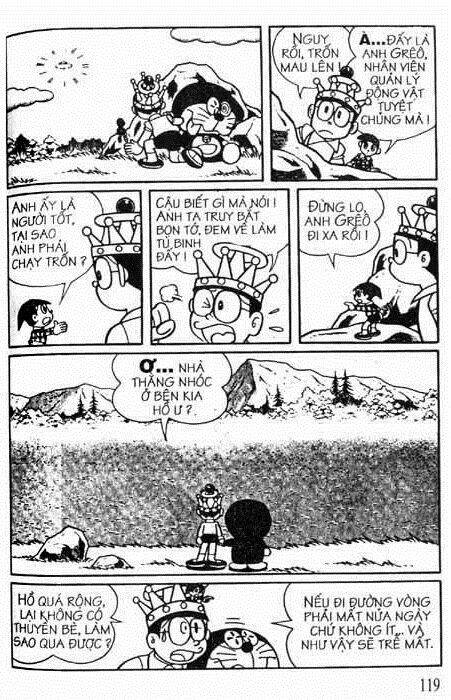 NGUY
RỒI, TRỐN
MAU LÊN!
À...ĐẤY LÀ
ANH GRÊÔ,
NHÂN VIÊN
QUẢN LÝ
ĐỘNG VẬT
TUYỆT
CHỦNG MÀ!
ANH ẤY LÀ
NGƯỜI TỐT,
TẠI SAO
ANH PHẢI
CHẠY TRỐN?
CẬU BIẾT GÌ MÀ NÓI!
ANH TA TRUY BẮT
BỌN TỚ, ĐEM VỀ LÀM
TÙ BINH
ĐẤY!
ĐỪNG LO,
ANH GRÊÔ
ĐI XA RỒI!
Ơ... NHÀ
THẰNG NHÓC
Ở BÊN KIA
HỒ Ư?
HỒ QUÁ RỘNG,
LẠI KHÔNG CÓ
THUYỀN BÈ, LÀM
SAO QUA ĐƯỢC?
NẾU ĐI ĐƯỜNG VÒNG
PHẢI MẤT NỬA NGÀY
CHỨ KHÔNG ÍT... VÀ
NHƯ VẬY SẼ TRỄ MẤT.
119